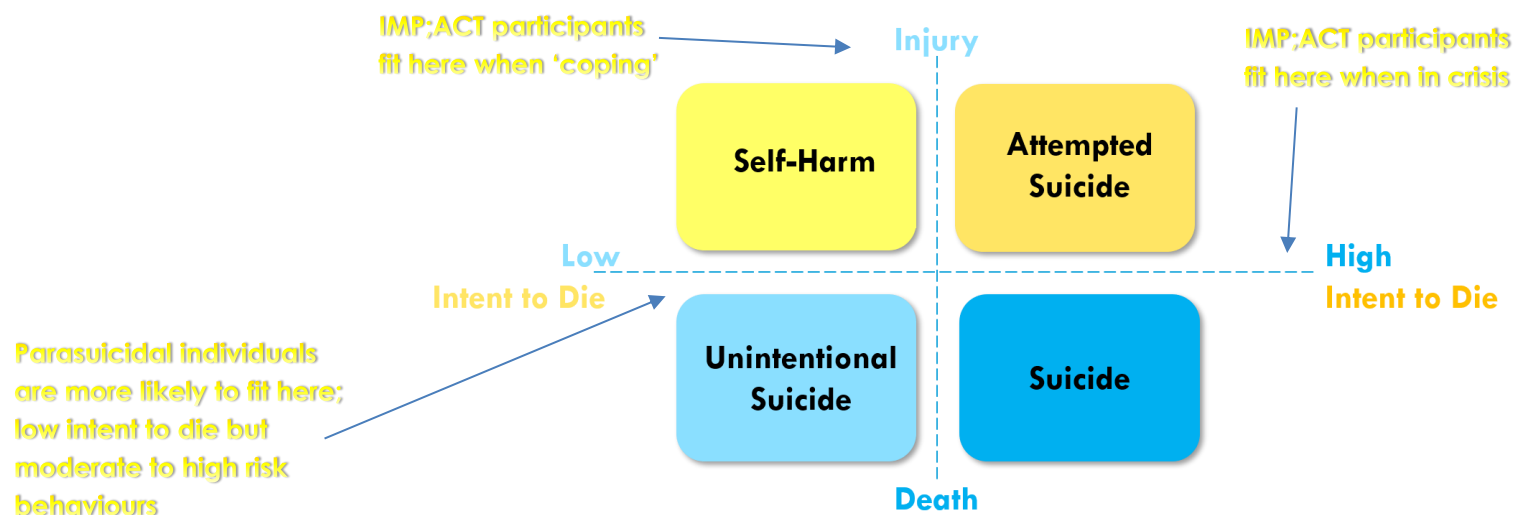 IMP;ACT participants
fit here when ‘coping’
Injury
IMP;ACT participants
fit here when in crisis
Self-Harm
Attempted
Suicide
Low
Intent to Die
High
Intent to Die
Parasuicidal individuals
are more likely to fit here;
low intent to die but
moderate to high risk
behaviours
Unintentional
Suicide
Suicide
Death